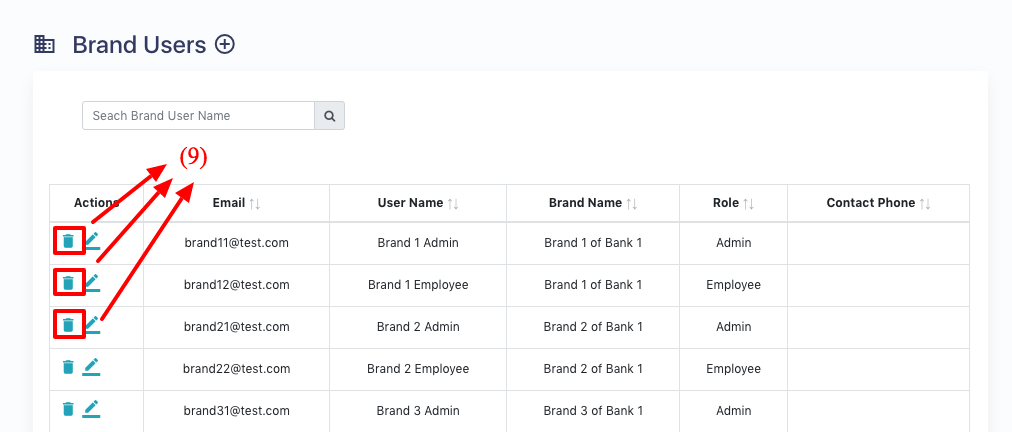 Brand Users
Seach Brand User Name
(9)
Actions Email User Name Brand Name Role Contact Phone
brand11@test.com Brand 1 Admin Brand 1 of Bank 1 Admin
brand12@test.com Brand 1 Employee Brand 1 of Bank 1 Employee
brand21@test.com Brand 2 Admin Brand 2 of Bank 1 Admin
brand22@test.com Brand 2 Employee Brand 2 of Bank 1 Employee
brand31@test.com Brand 3 Admin Brand 3 of Bank 1 Admin